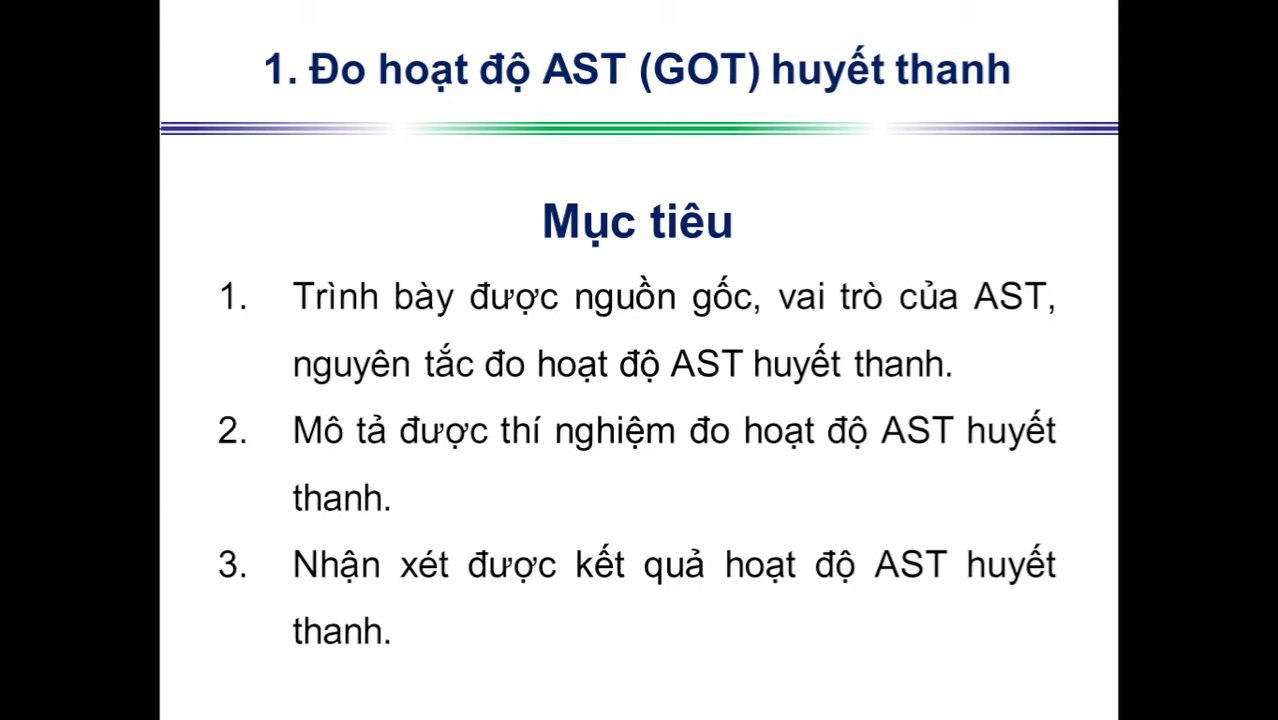 1. Đo hoạt độ AST (GOT) huyết thanh
Mục tiêu
1. Trình bày được nguồn gốc, vai trò của AST,
nguyên tắc đo hoạt độ AST huyết thanh.
2. Mô tả được thí nghiệm đo hoạt độ AST huyết
thanh.
3. Nhận xét được kết quả hoạt độ AST huyết
thanh.